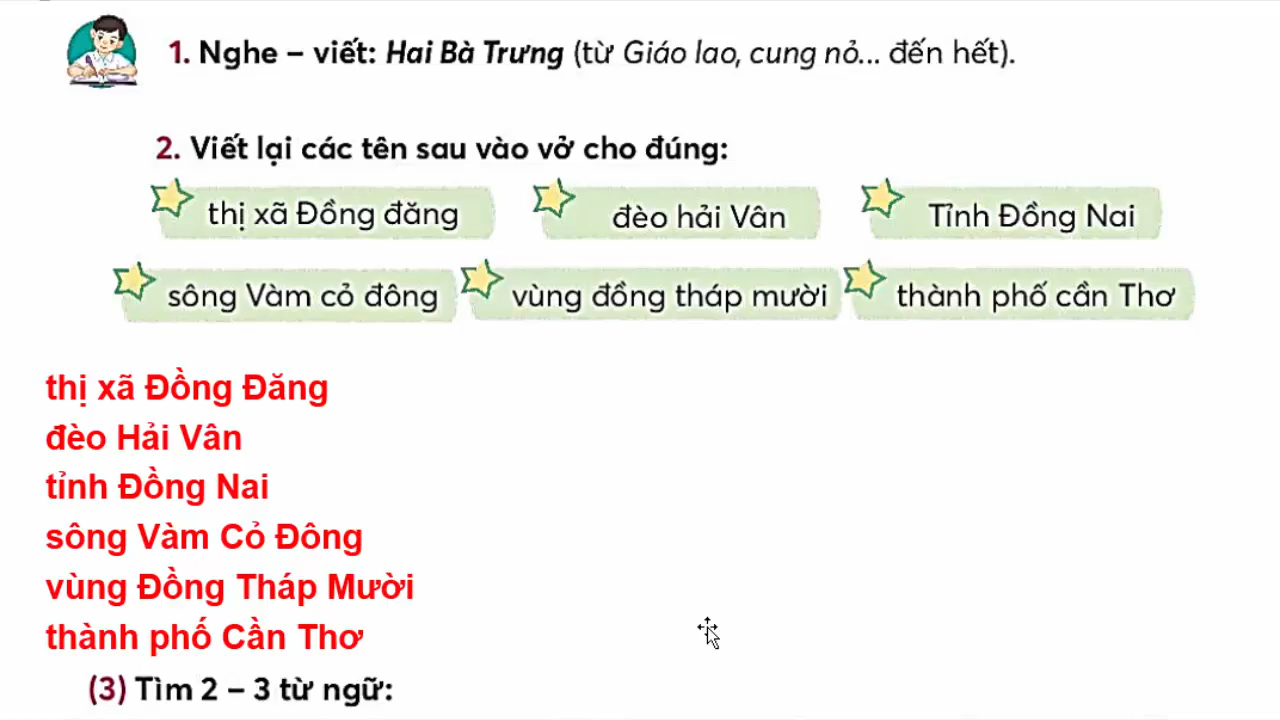 1. Nghe – viết: Hai Bà Trưng (từ Giáo lao, cung nỏ... đến hết).
2. Viết lại các tên sau vào vở cho đúng:
thị xã Đồng đăng
đèo hải Vân
Tỉnh Đồng Nai
sông Vàm cỏ đông
vùng đồng tháp mười
thành phố cần Thơ
thị xã Đồng Đăng
đèo Hải Vân
tỉnh Đồng Nai
sông Vàm Cỏ Đông
vùng Đồng Tháp Mười
thành phố Cần Thơ
(3) Tìm 2 – 3 từ ngữ: